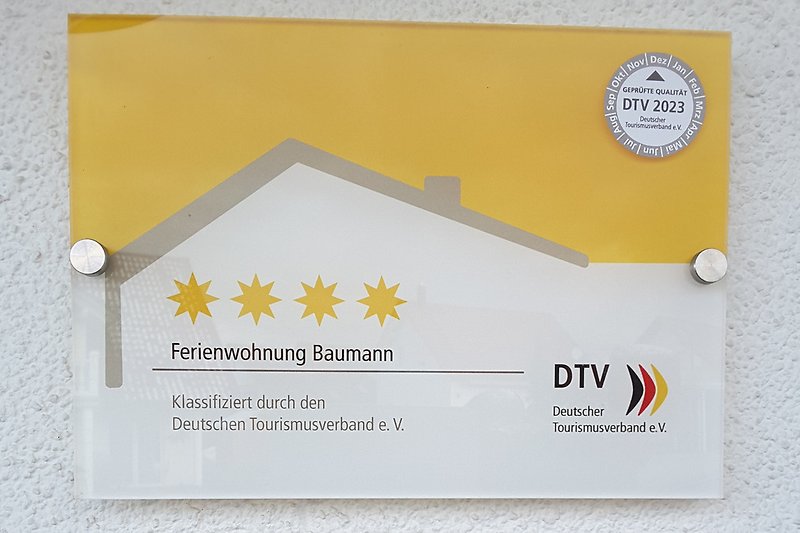 Okt Nov Dez Jan Feb Mrz Apr Mai Jun Jul Aug Sep
GEPRÜFTE QUALITÄT
DTV 2023
Deutscher
Tourismusverband e.V.
Ferienwohnung Baumann
Klassifiziert durch den
Deutschen Tourismusverband e. V.
DTV
Deutscher
Tourismusverband e.V.